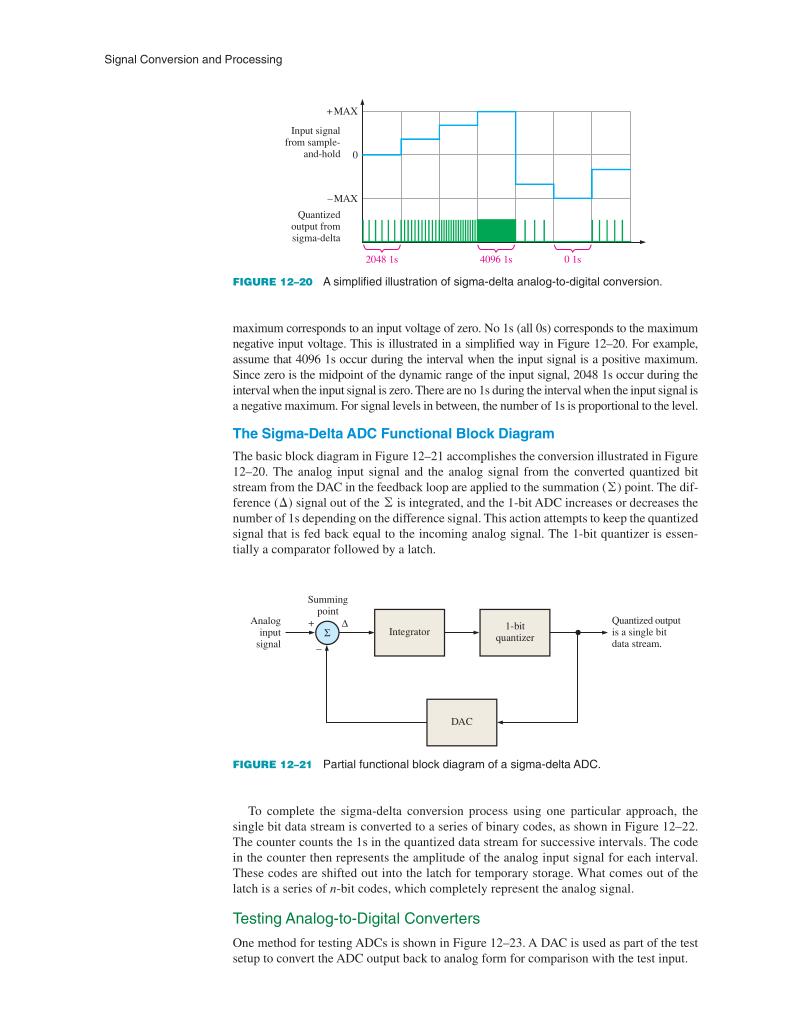 Signal Conversion and Processing
+MAX
Input signal
from sample-
and-hold
0
–MAX
Quantized
output from
sigma-delta
2048 1s
4096 1s
0 1s
FIGURE 12–20 A simplified illustration of sigma-delta analog-to-digital conversion.
maximum corresponds to an input voltage of zero. No 1s (all 0s) corresponds to the maximum
negative input voltage. This is illustrated in a simplified way in Figure 12–20. For example,
assume that 4096 1s occur during the interval when the input signal is a positive maximum.
Since zero is the midpoint of the dynamic range of the input signal, 2048 1s occur during the
interval when the input signal is zero. There are no 1s during the interval when the input signal is
a negative maximum. For signal levels in between, the number of 1s is proportional to the level.
The Sigma-Delta ADC Functional Block Diagram
The basic block diagram in Figure 12–21 accomplishes the conversion illustrated in Figure
12–20. The analog input signal and the analog signal from the converted quantized bit
stream from the DAC in the feedback loop are applied to the summation (Σ) point. The dif-
ference (Δ) signal out of the Σ is integrated, and the 1-bit ADC increases or decreases the
number of 1s depending on the difference signal. This action attempts to keep the quantized
signal that is fed back equal to the incoming analog signal. The 1-bit quantizer is essen-
tially a comparator followed by a latch.
Summing
point
Analog
input
signal
+
Σ
Δ
–
Integrator
1-bit
quantizer
Quantized output
is a single bit
data stream.
DAC
FIGURE 12–21 Partial functional block diagram of a sigma-delta ADC.
To complete the sigma-delta conversion process using one particular approach, the
single bit data stream is converted to a series of binary codes, as shown in Figure 12–22.
The counter counts the 1s in the quantized data stream for successive intervals. The code
in the counter then represents the amplitude of the analog input signal for each interval.
These codes are shifted out into the latch for temporary storage. What comes out of the
latch is a series of n-bit codes, which completely represent the analog signal.
Testing Analog-to-Digital Converters
One method for testing ADCs is shown in Figure 12–23. A DAC is used as part of the test
setup to convert the ADC output back to analog form for comparison with the test input.